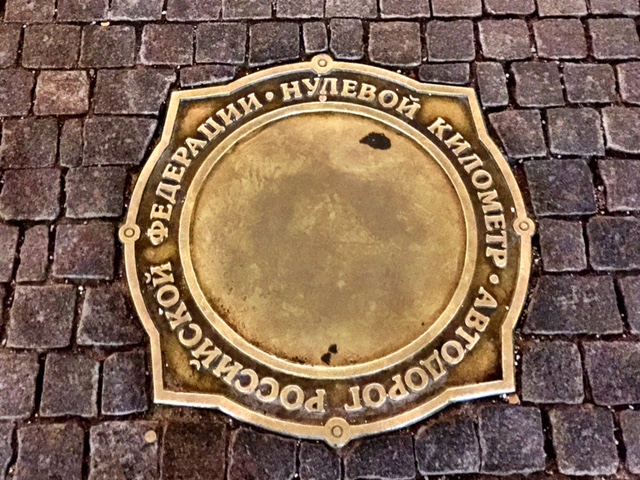 НУЛЕВОЙ КИЛОМЕТР • АВТОДОРОГ РОССИЙСКОЙ ФЕДЕРАЦИИ •